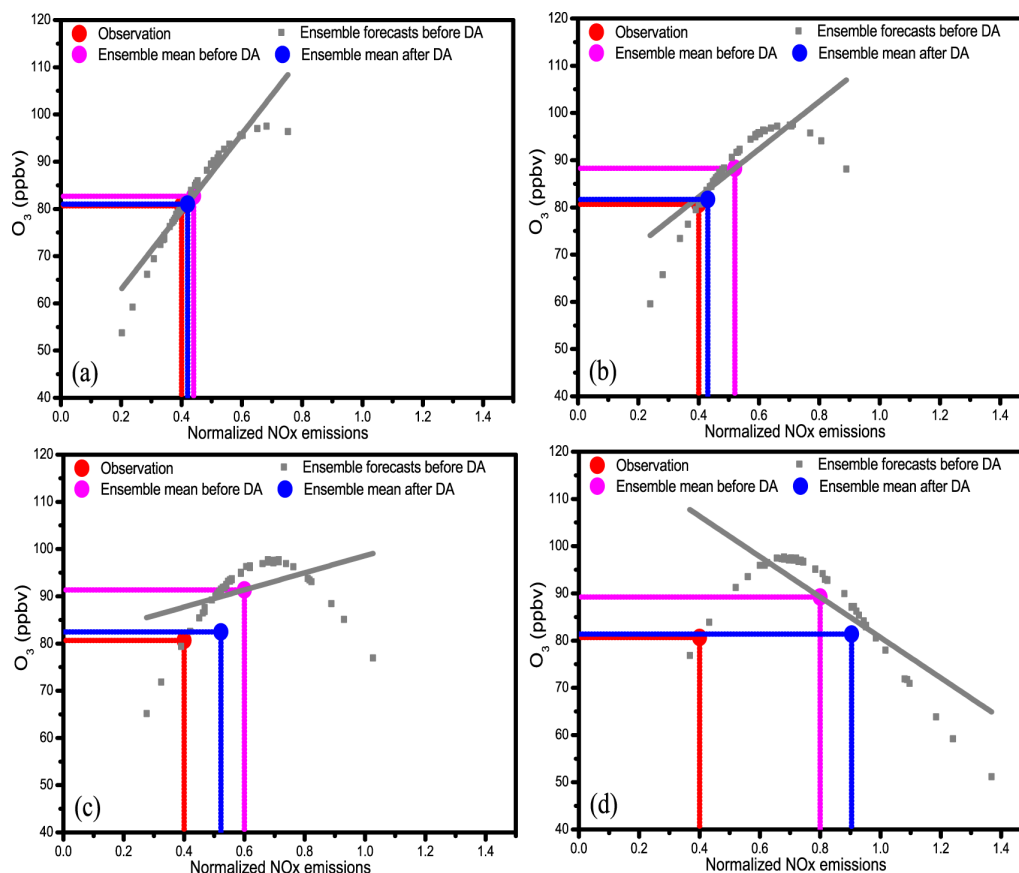 Observation
Ensemble forecasts before DA
Ensemble mean before DA
Ensemble mean after DA
120
110
100
90
80
70
60
50
40
O3 (ppbv)
(a)
0.0 0.2 0.4 0.6 0.8 1.0 1.2 1.4
Normalized NOx emissions
Observation
Ensemble forecasts before DA
Ensemble mean before DA
Ensemble mean after DA
120
110
100
90
80
70
60
50
40
O3 (ppbv)
(b)
0.0 0.2 0.4 0.6 0.8 1.0 1.2 1.4
Normalized NOx emissions
Observation
Ensemble forecasts before DA
Ensemble mean before DA
Ensemble mean after DA
120
110
100
90
80
70
60
50
40
O3 (ppbv)
(c)
0.0 0.2 0.4 0.6 0.8 1.0 1.2 1.4
Normalized NOx emissions
Observation
Ensemble forecasts before DA
Ensemble mean before DA
Ensemble mean after DA
120
110
100
90
80
70
60
50
40
O3 (ppbv)
(d)
0.0 0.2 0.4 0.6 0.8 1.0 1.2 1.4
Normalized NOx emissions